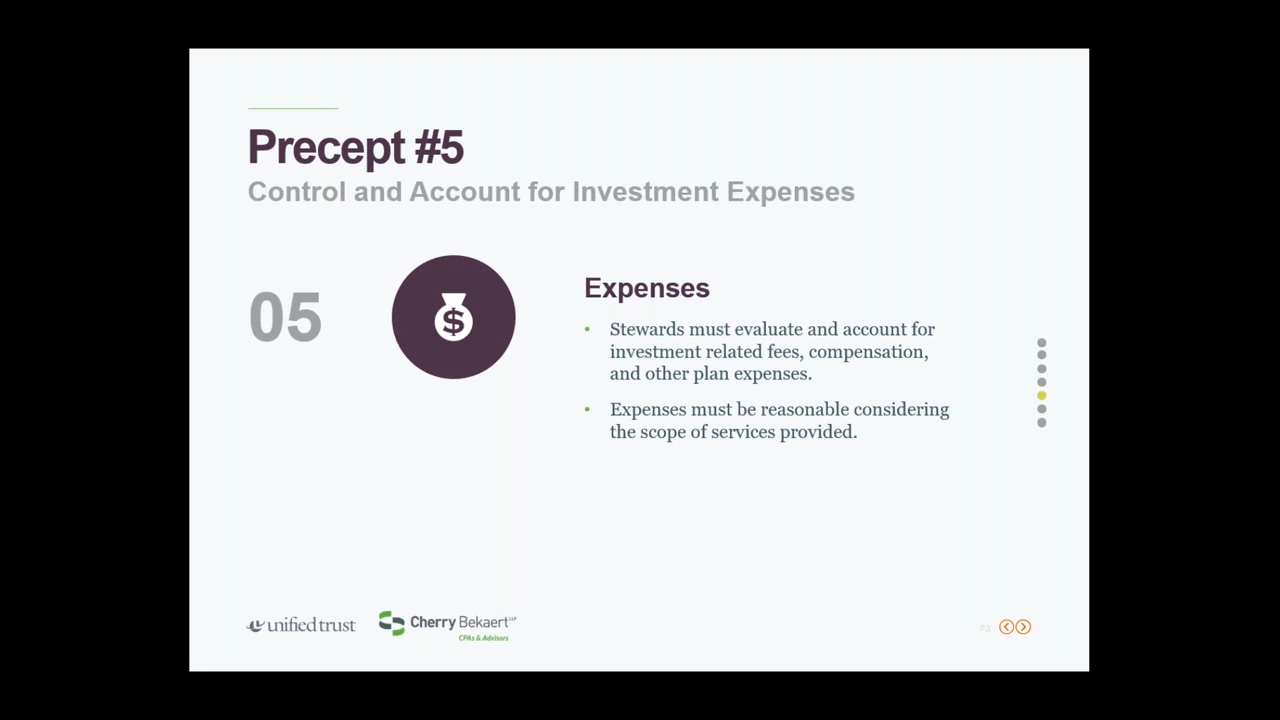 Precept #5
Control and Account for Investment Expenses
05
$
Expenses
• Stewards must evaluate and account for
investment related fees, compensation,
and other plan expenses.
• Expenses must be reasonable considering
the scope of services provided.
unified trust
Cherry Bekaert LLP
CPAs & Advisors